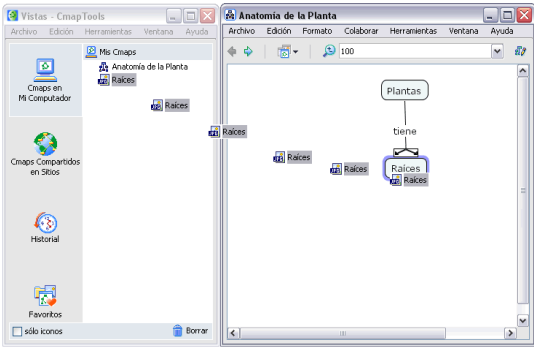 Vistas - CmapTools
Archivo Edición Herramientas Ventana Ayuda
Cmaps en
Mi Computador
Cmaps Compartidos
en Sitios
Historial
Favoritos
Mis Cmaps
Anatomía de la Planta
Raíces
Raíces
Raíces
Raíces
Raíces
sólo iconos
Borrar
Anatomía de la Planta
Archivo Edición Formato Colaborar Herramientas Ventana Ayuda
100
Plantas
tiene
Raíces
Raíces